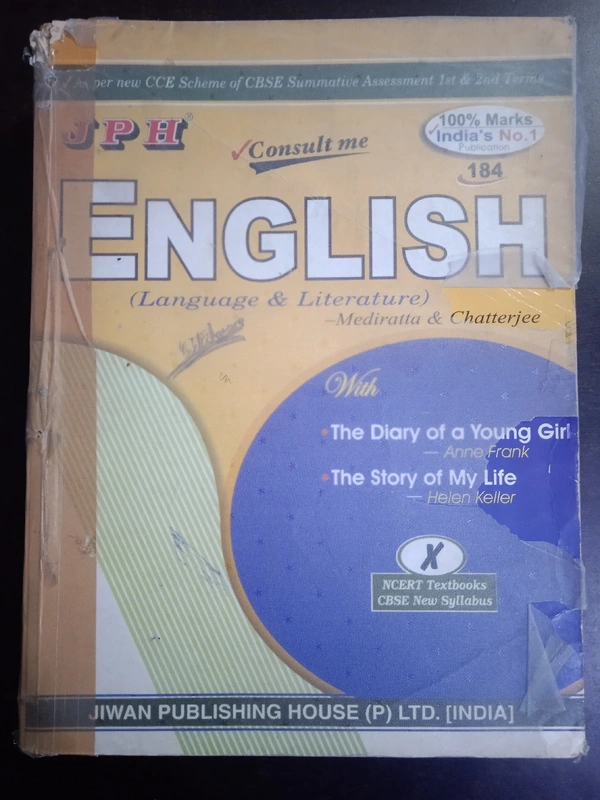 As per new CCE Scheme of CBSE Summative Assessment 1st & 2nd Terms
JPH®
Consult me
100% Marks
India's No.1
Publication
184
ENGLISH
(Language & Literature)
–Mediratta & Chatterjee
With
• The Diary of a Young Girl
— Anne Frank
• The Story of My Life
— Helen Keller
X
NCERT Textbooks
CBSE New Syllabus
JIWAN PUBLISHING HOUSE (P) LTD. [INDIA]